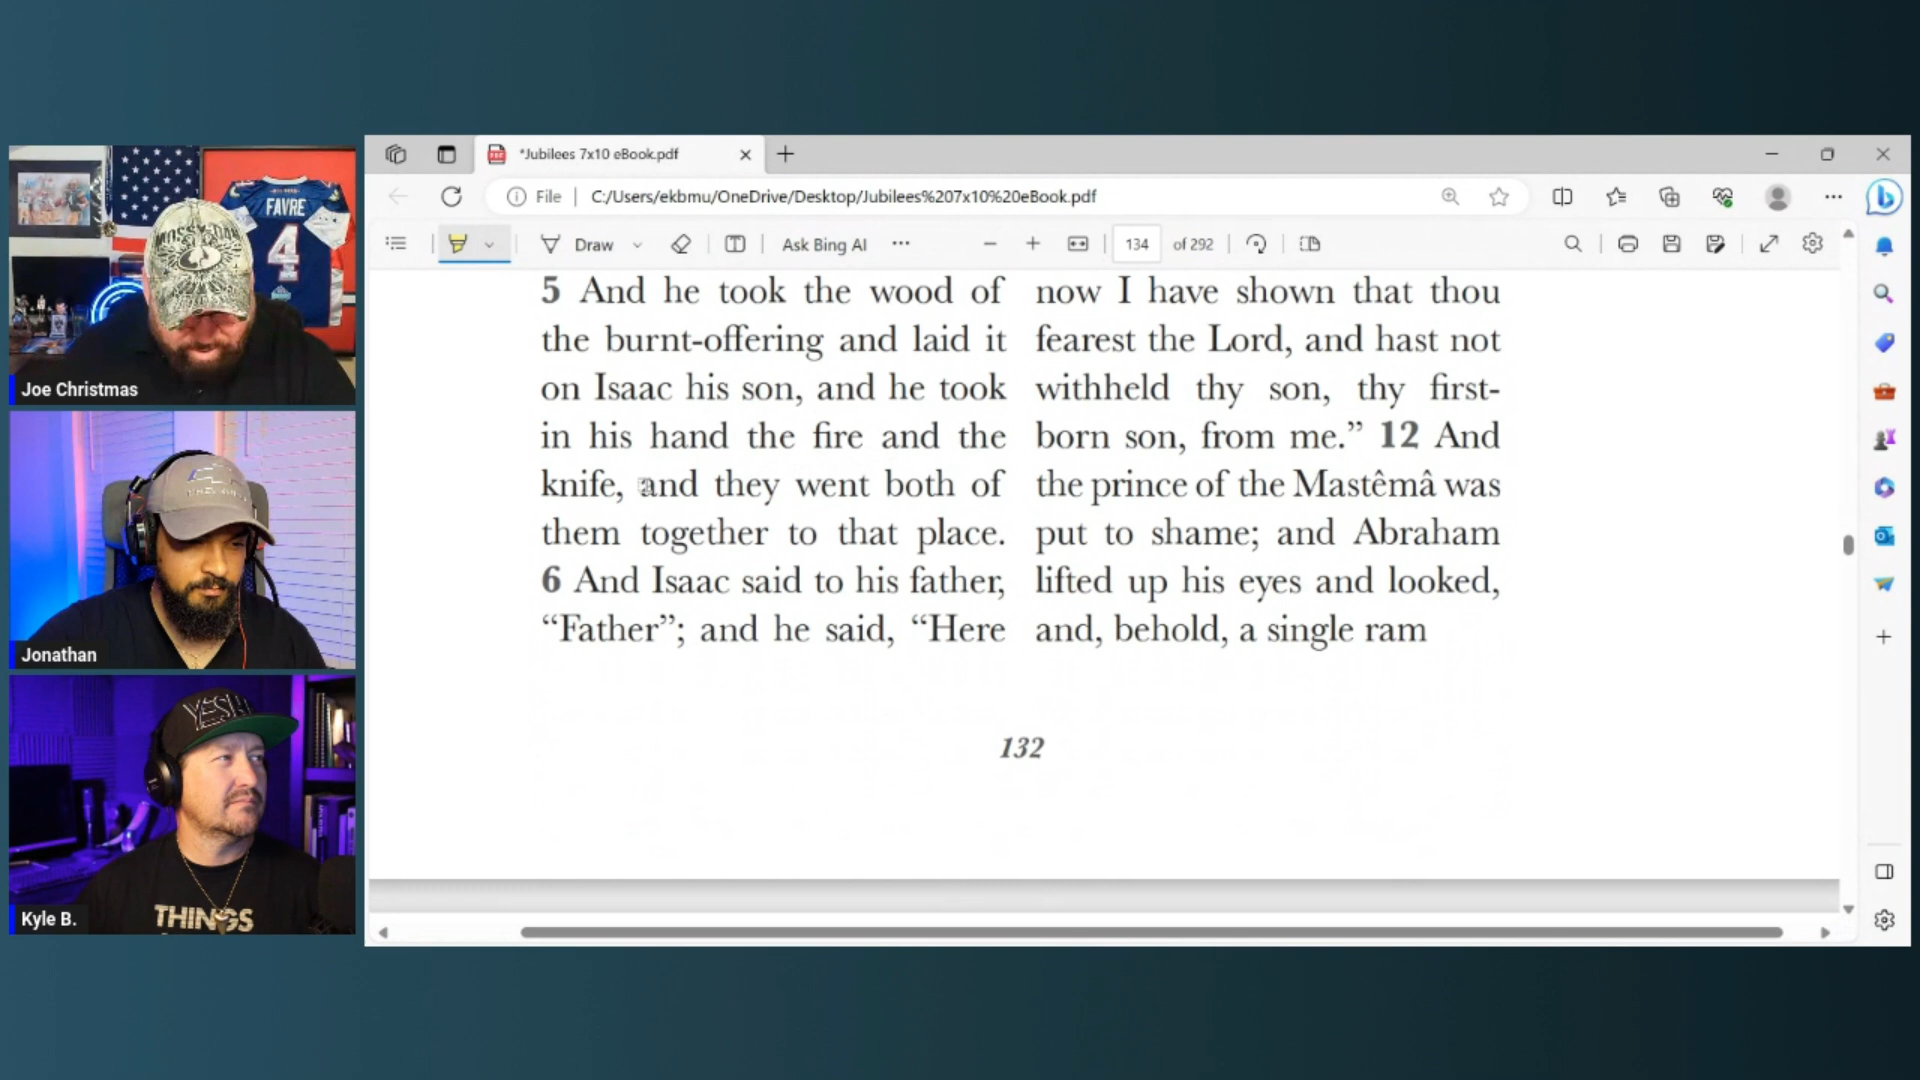 MOSSY OAK
FAVRE
4
Joe Christmas
Jonathan
YESH
THINGS
Kyle B.
*Jubilees 7x10 eBook.pdf
File
C:/Users/ekbmu/OneDrive/Desktop/Jubilees%207x10%20eBook.pdf
Draw
Ask Bing AI
134
of 292
5 And he took the wood of
the burnt-offering and laid it
on Isaac his son, and he took
in his hand the fire and the
knife, and they went both of
them together to that place.
6 And Isaac said to his father,
“Father”; and he said, “Here
now I have shown that thou
fearest the Lord, and hast not
withheld thy son, thy first-
born son, from me.” 12 And
the prince of the Mastêmâ was
put to shame; and Abraham
lifted up his eyes and looked,
and, behold, a single ram
132